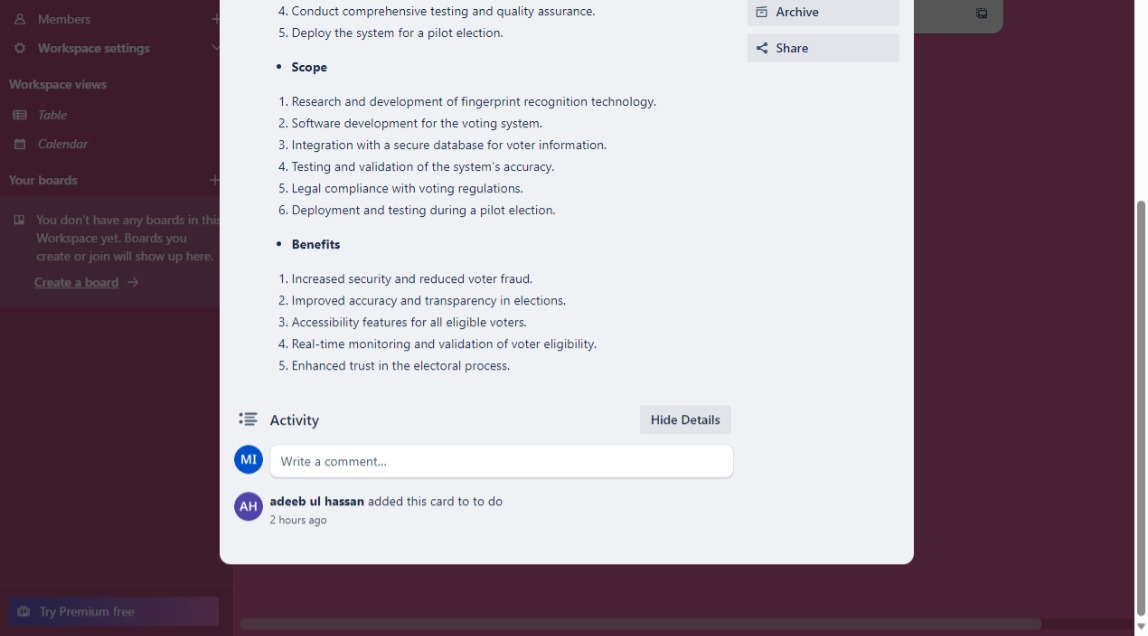 Members
Workspace settings
Workspace views
Table
Calendar
Your boards
You don't have any boards in this
Workspace yet. Boards you
create or join will show up here.
Create a board
Try Premium free
4. Conduct comprehensive testing and quality assurance.
5. Deploy the system for a pilot election.
• Scope
1. Research and development of fingerprint recognition technology.
2. Software development for the voting system.
3. Integration with a secure database for voter information.
4. Testing and validation of the system's accuracy.
5. Legal compliance with voting regulations.
6. Deployment and testing during a pilot election.
• Benefits
1. Increased security and reduced voter fraud.
2. Improved accuracy and transparency in elections.
3. Accessibility features for all eligible voters.
4. Real-time monitoring and validation of voter eligibility.
5. Enhanced trust in the electoral process.
Activity
Hide Details
MI
Write a comment...
AH
adeeb ul hassan added this card to to do
2 hours ago
Archive
Share